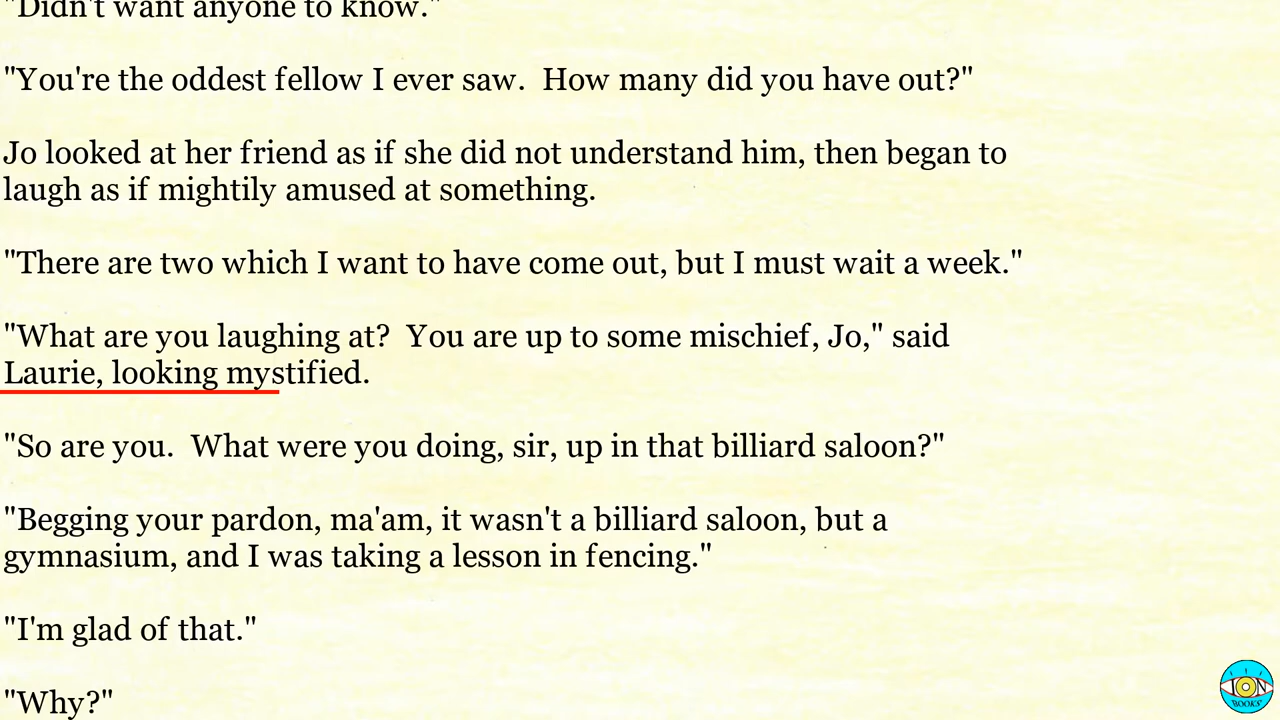 "Didn't want anyone to know."
"You're the oddest fellow I ever saw.  How many did you have out?"
Jo looked at her friend as if she did not understand him, then began to
laugh as if mightily amused at something.
"There are two which I want to have come out, but I must wait a week."
"What are you laughing at?  You are up to some mischief, Jo," said
Laurie, looking mystified.
"So are you.  What were you doing, sir, up in that billiard saloon?"
"Begging your pardon, ma'am, it wasn't a billiard saloon, but a
gymnasium, and I was taking a lesson in fencing."
"I'm glad of that."
"Why?"
ION
BOOKS